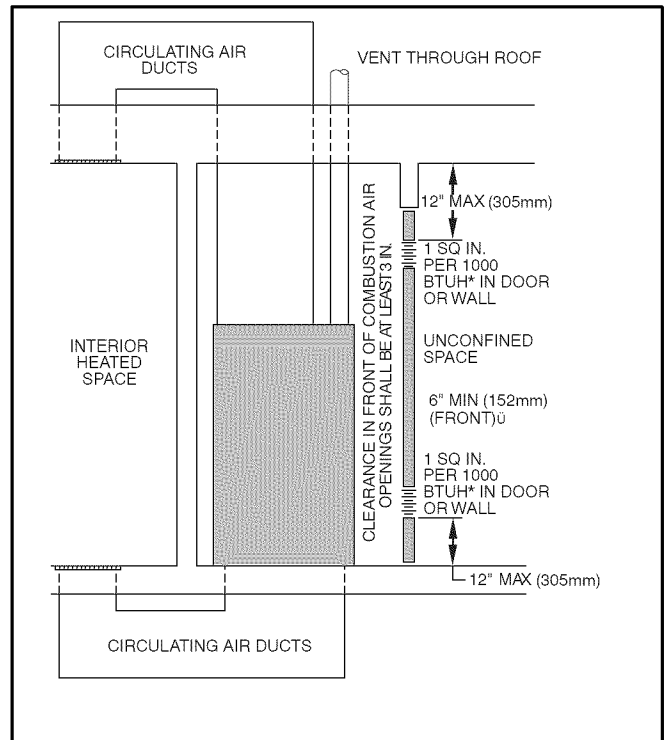 CIRCULATING AIR
DUCTS
VENT THROUGH ROOF
12" MAX (305mm)
1 SQ IN.
PER 1000
BTUH* IN DOOR
OR WALL
CLEARANCE IN FRONT OF COMBUSTION AIR
OPENINGS SHALL BE AT LEAST 3 IN.
INTERIOR
HEATED
SPACE
UNCONFINED
SPACE
6" MIN (152mm)
(FRONT)ü
1 SQ IN.
PER 1000
BTUH* IN DOOR
OR WALL
12" MAX (305mm)
CIRCULATING AIR DUCTS